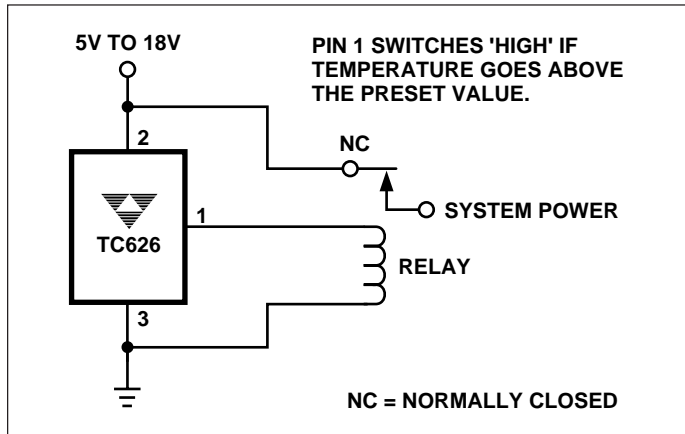 5V TO 18V
PIN 1 SWITCHES 'HIGH' IF
TEMPERATURE GOES ABOVE
THE PRESET VALUE.
2
NC
1
SYSTEM POWER
TC626
RELAY
3
NC = NORMALLY CLOSED